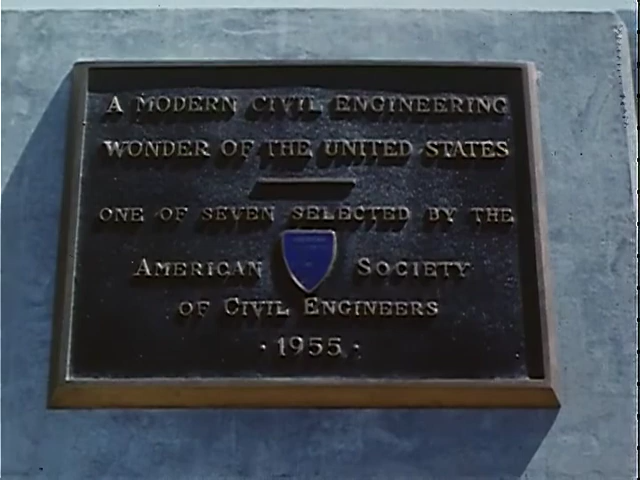 A MODERN CIVIL ENGINEERING
WONDER OF THE UNITED STATES
ONE OF SEVEN SELECTED BY THE
AMERICAN SOCIETY
OF CIVIL ENGINEERS
· 1955 ·